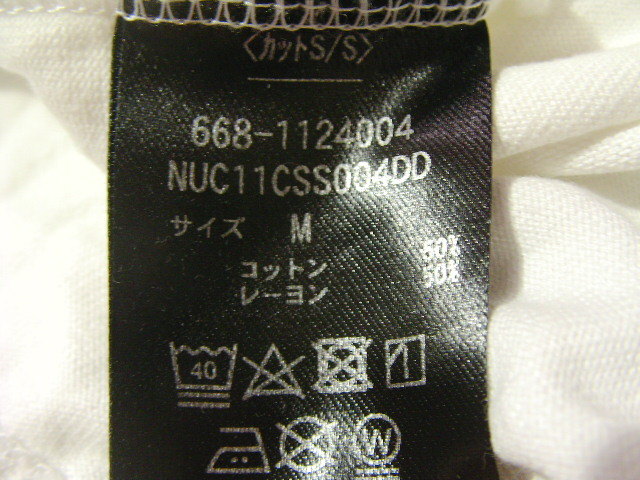 〈カットS/S〉
668-1124004
NUC11CSS004DD
サイズ M
コットン 50%
レーヨン 50%
40
W